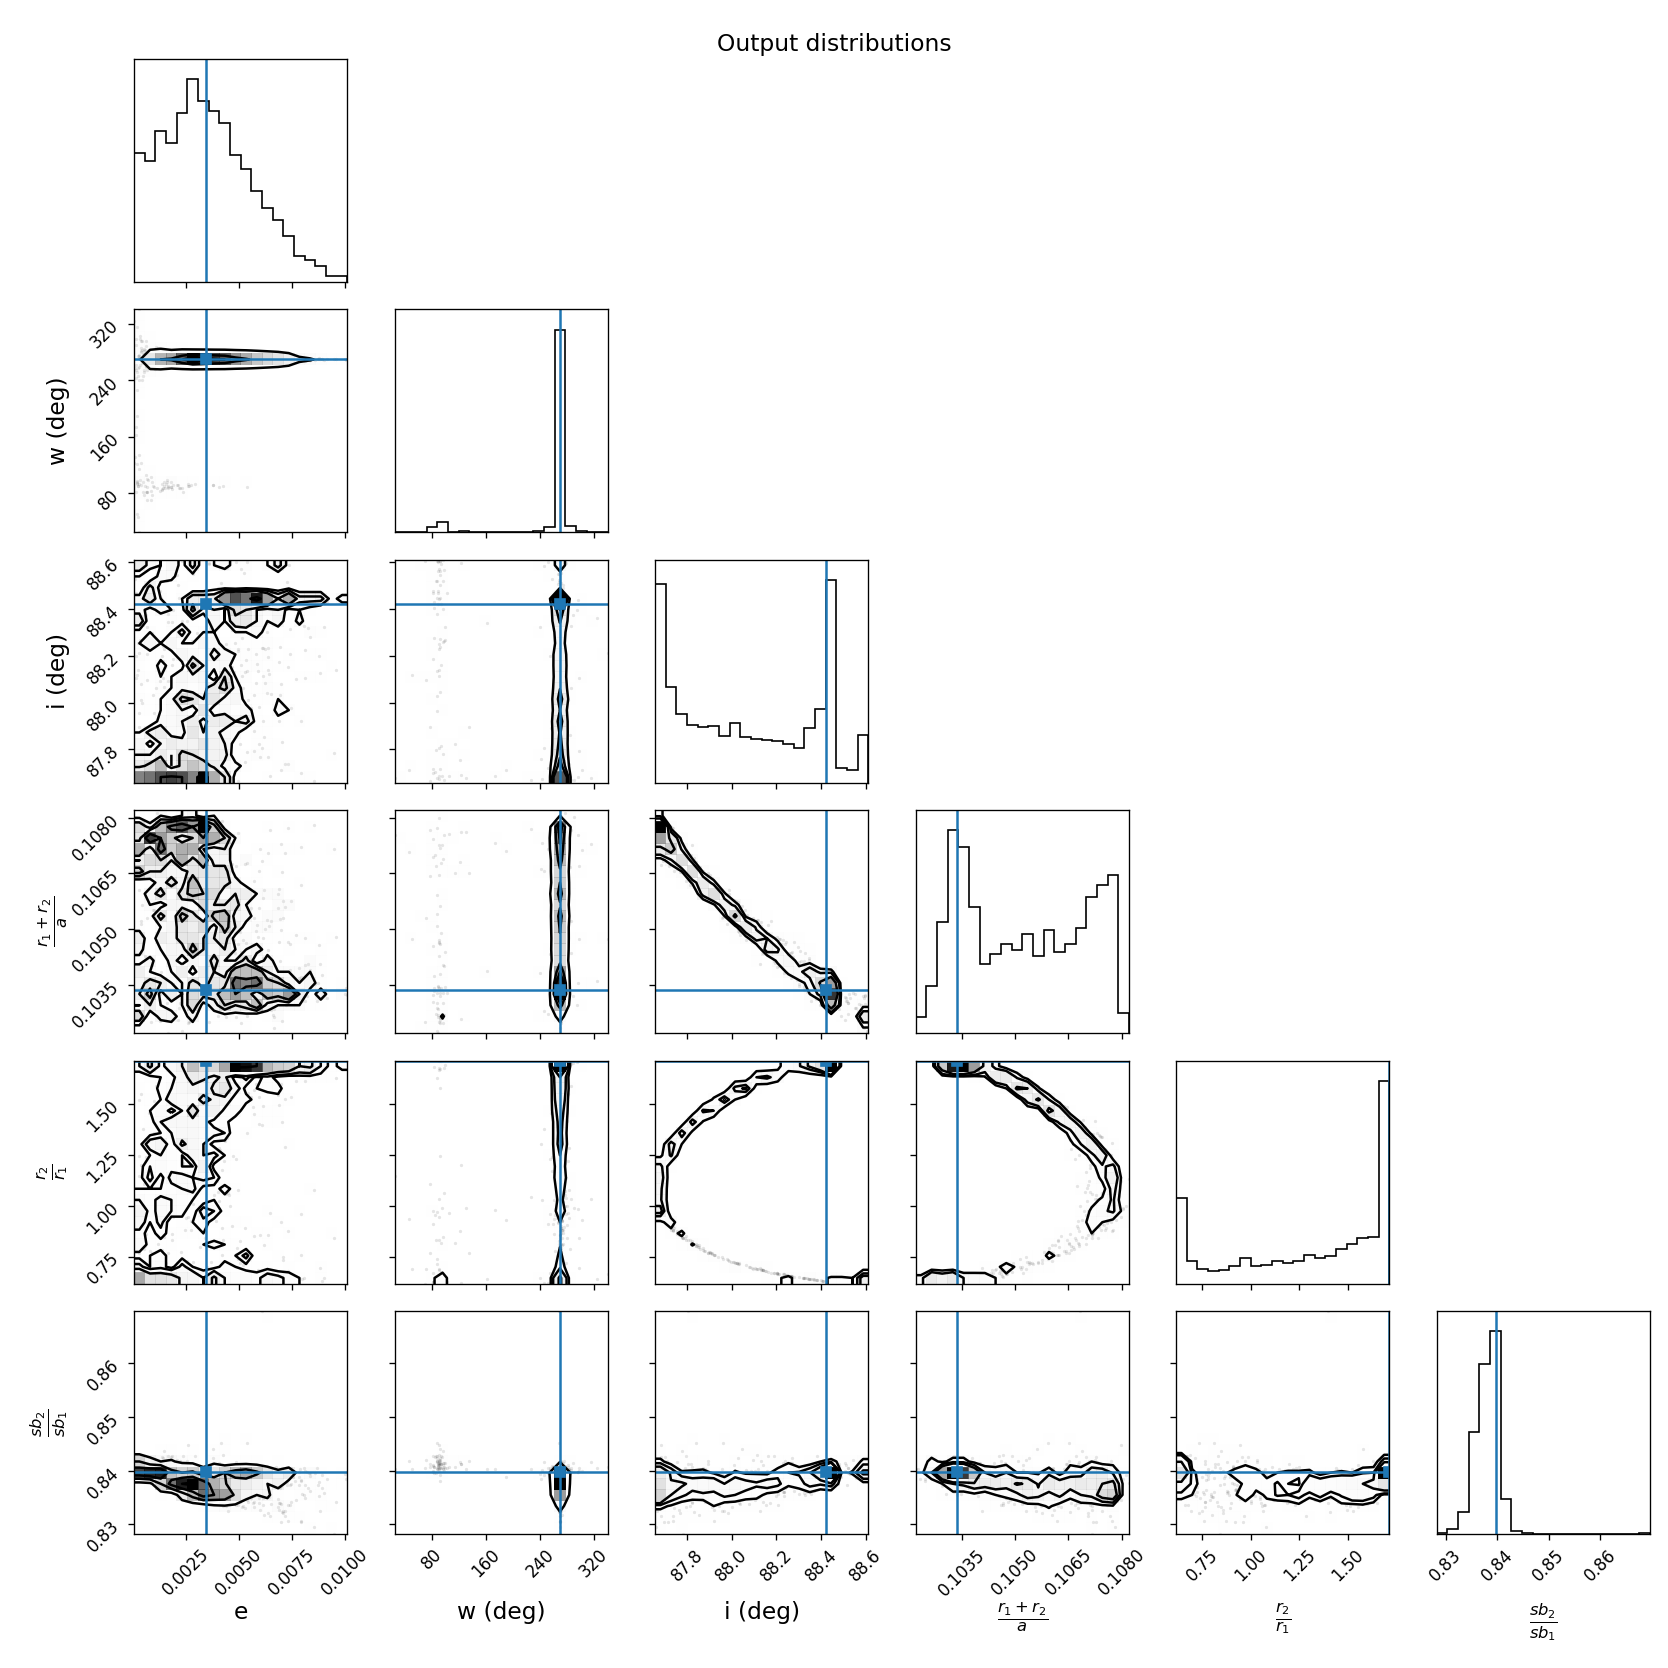 Output distributions
320
240
160
80
w (deg)
88.6
88.4
88.2
88.0
87.8
i (deg)
0.1080
0.1065
0.1050
0.1035
r₁ + r₂
a
1.50
1.25
1.00
0.75
r₂
r₁
0.86
0.85
0.84
0.83
sb₂
sb₁
0.0025 0.0050 0.0075 0.0100
80 160 240 320
87.8 88.0 88.2 88.4 88.6
0.1035 0.1050 0.1065 0.1080
0.75 1.00 1.25 1.50
0.83 0.84 0.85 0.86
e
w (deg)
i (deg)
r₁ + r₂
a
r₂
r₁
sb₂
sb₁